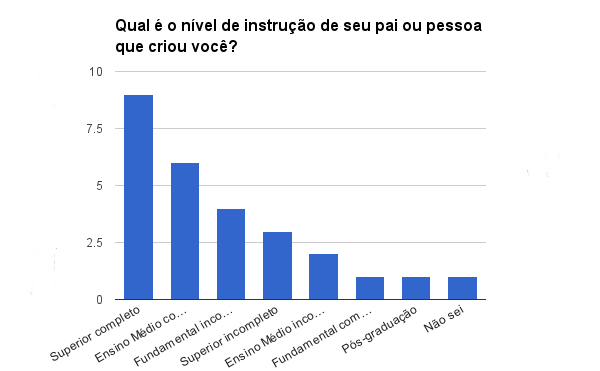 Qual é o nível de instrução de seu pai ou pessoa
que criou você?
10
7.5
5
2.5
0
Superior completo
Ensino Médio co…
Fundamental inco…
Superior incompleto
Ensino Médio inco…
Fundamental com…
Pós-graduação
Não sei